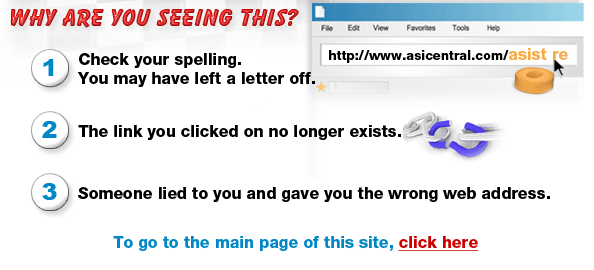 WHY ARE YOU SEEING THIS?
File Edit View Favorites Tools Help
http://www.asicentral.com/asist re
1 Check your spelling.
You may have left a letter off.
2 The link you clicked on no longer exists.
3 Someone lied to you and gave you the wrong web address.
To go to the main page of this site, click here